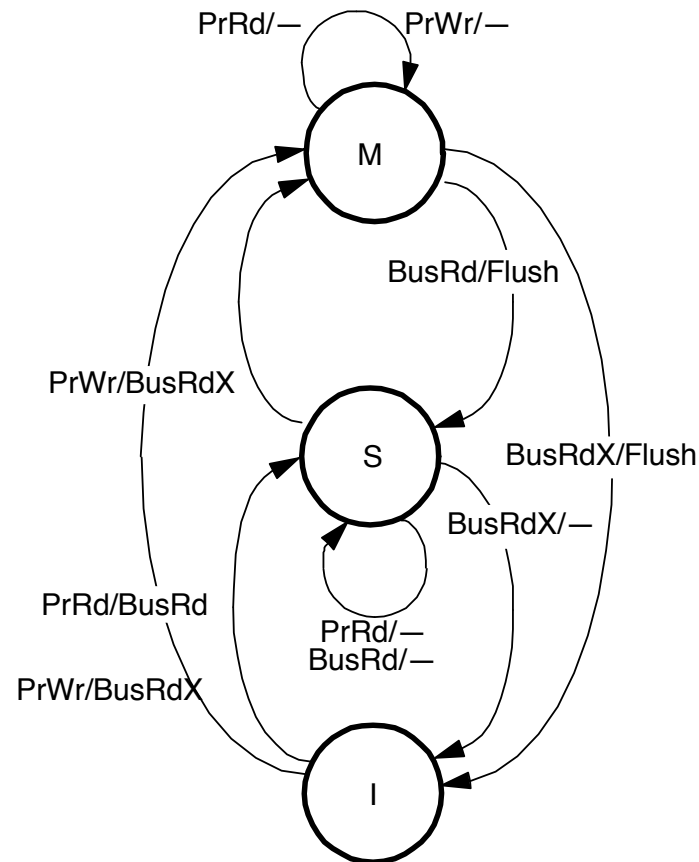 PrRd/— PrWr/—
M
BusRd/Flush
PrWr/BusRdX
S
BusRdX/Flush
BusRdX/—
PrRd/BusRd
PrRd/—
BusRd/—
PrWr/BusRdX
I